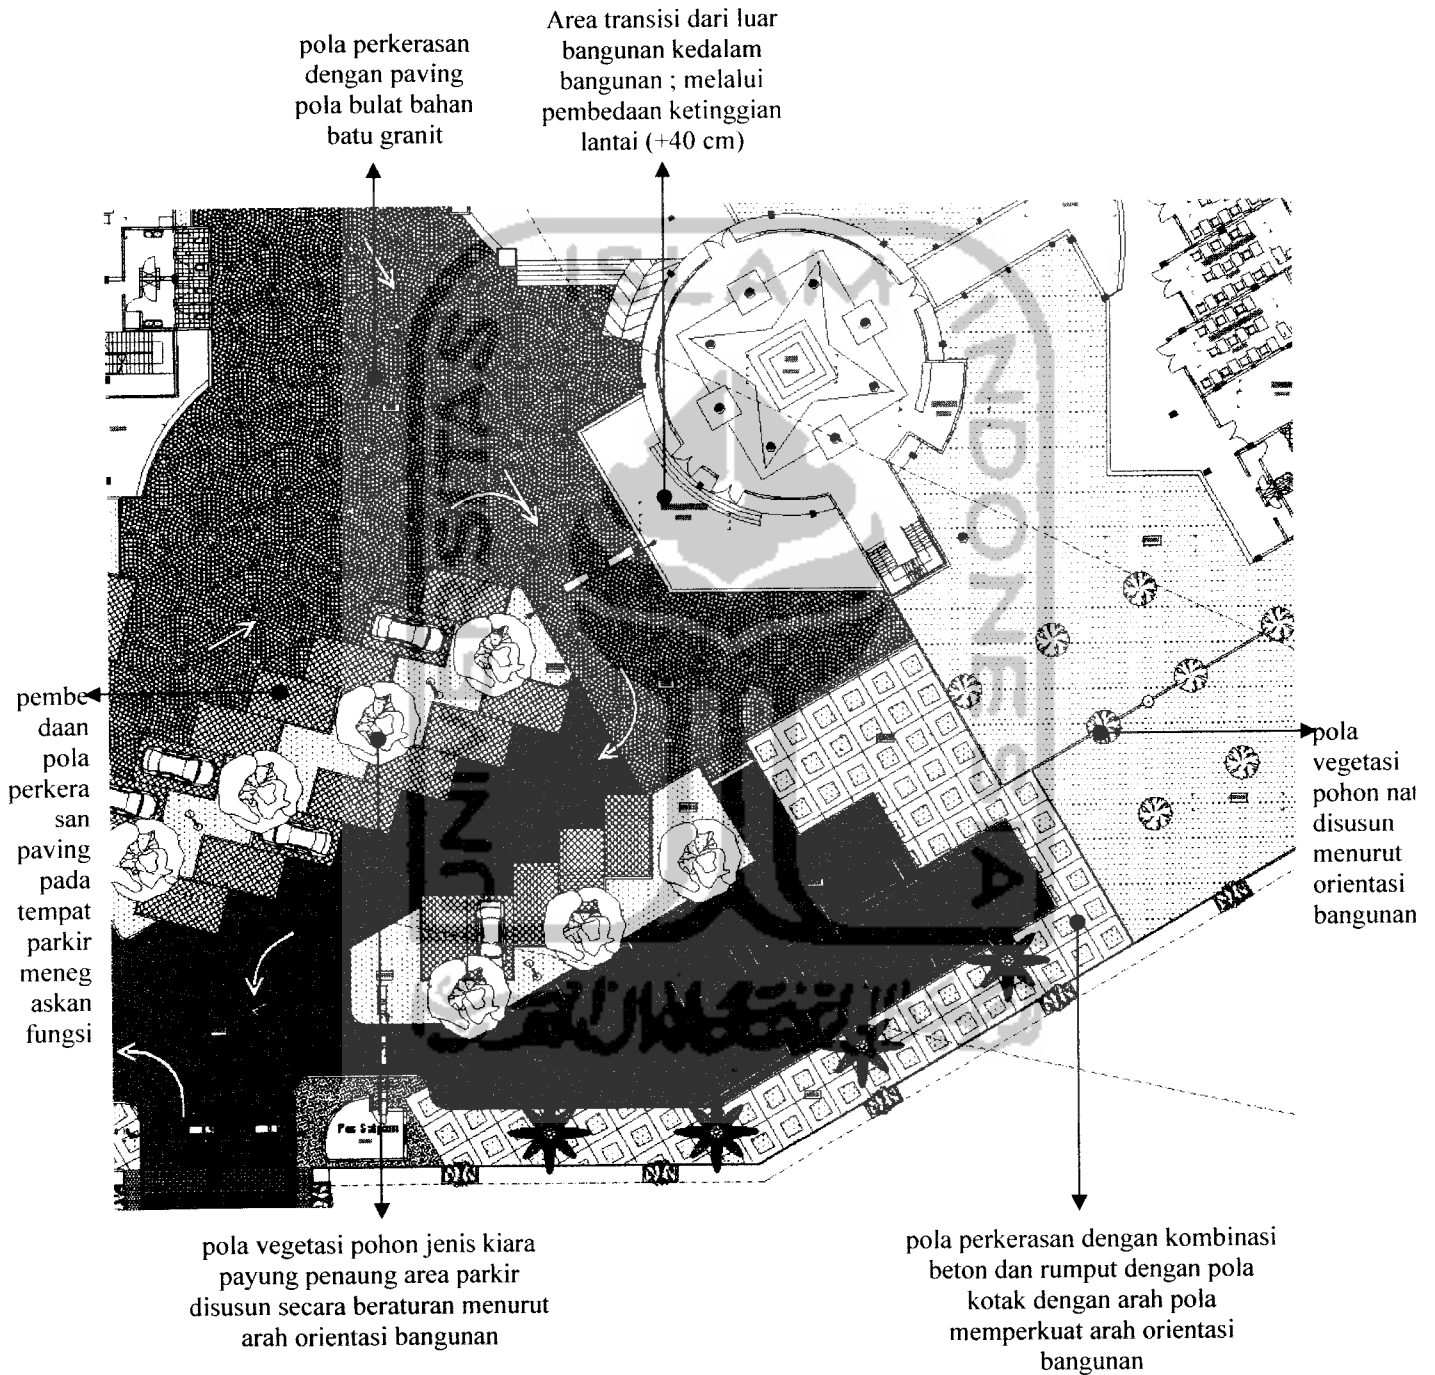 Area transisi dari luar
bangunan kedalam
bangunan ; melalui
pembedaan ketinggian
lantai (+40 cm)
pola perkerasan
dengan paving
pola bulat bahan
batu granit
ISLAM
UNIVERSITAS
INDONESIA
pembe
daan
pola
perkera
san
paving
pada
tempat
parkir
meneg
askan
fungsi
pola
vegetasi
pohon nat
disusun
menurut
orientasi
bangunan
Pos Satpam
pola vegetasi pohon jenis kiara
payung penaung area parkir
disusun secara beraturan menurut
arah orientasi bangunan
pola perkerasan dengan kombinasi
beton dan rumput dengan pola
kotak dengan arah pola
memperkuat arah orientasi
bangunan